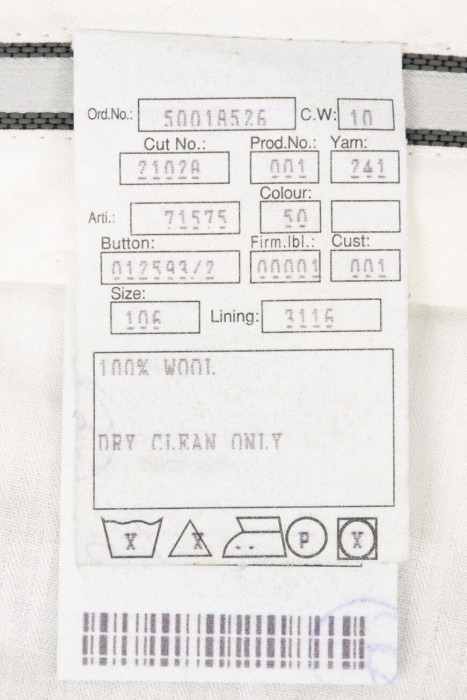 Ord.No.: 50018526 C.W: 10
Cut No.: Prod.No.: Yarn:
21028 001 241
Colour:
Arti.: 71575 50
Button: Firm.lbl.: Cust:
012593/2 00001 001
Size:
106 Lining: 3116
100% WOOL
DRY CLEAN ONLY
X X P X